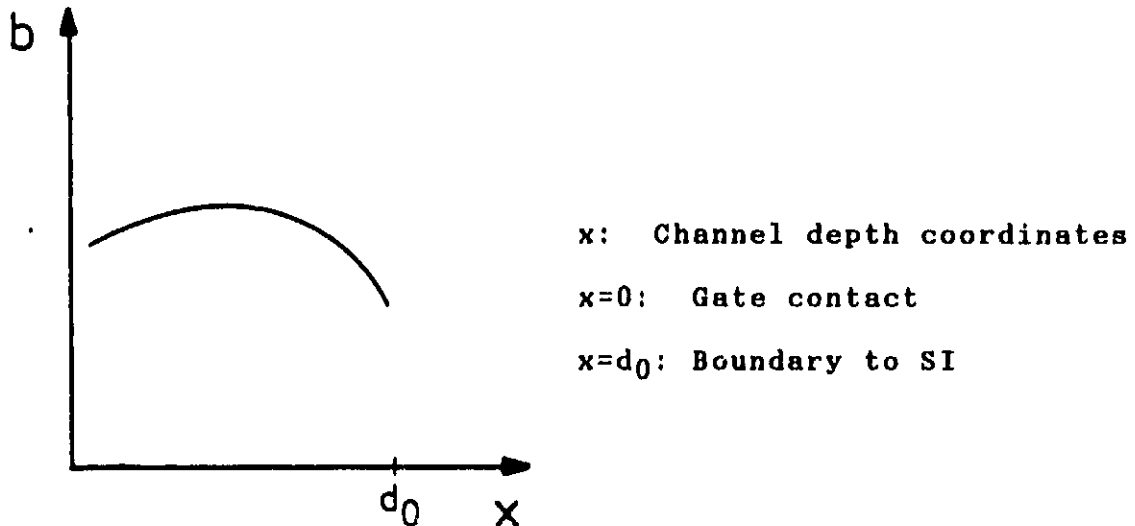 b
x: Channel depth coordinates
x=0: Gate contact
x=d0: Boundary to SI
d0
x